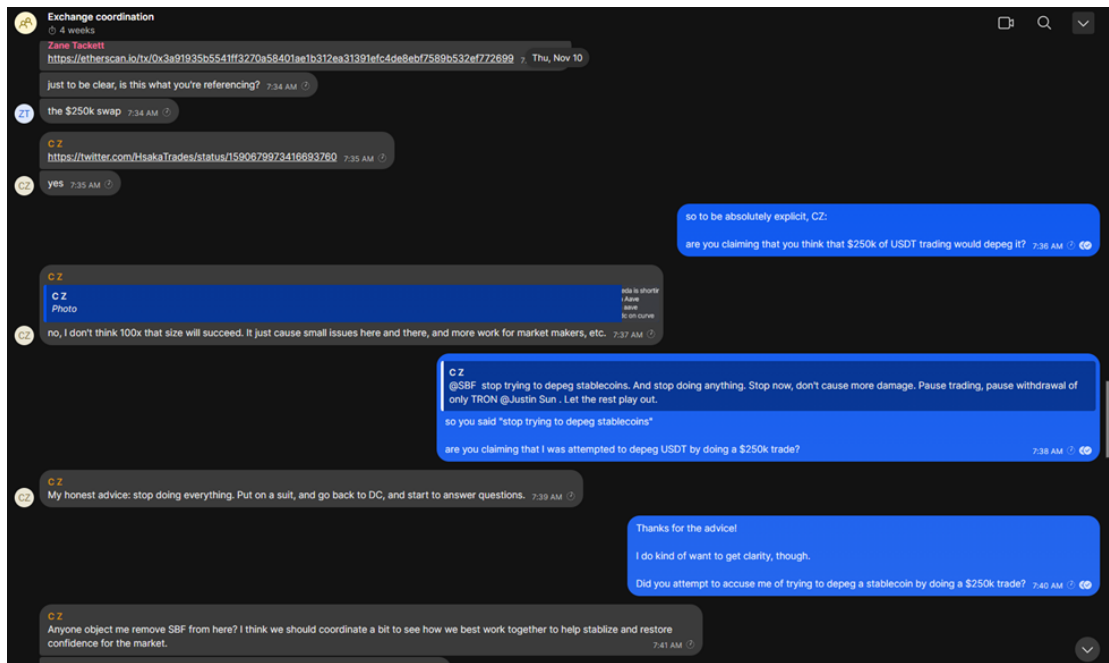 Exchange coordination
4 weeks
Zane Tackett
https://etherscan.io/tx/0x3a91935b5541ff3270a58401ae1b312ea31391efc4de8ebf7589b532ef772699 7:
Thu, Nov 10
just to be clear, is this what you're referencing? 7:34 AM
ZT
the $250k swap 7:34 AM
C Z
https://twitter.com/HsakaTrades/status/1590679973416693760 7:35 AM
CZ
yes 7:35 AM
so to be absolutely explicit, CZ:
are you claiming that you think that $250k of USDT trading would depeg it? 7:36 AM
C Z
C Z
Photo
eda is shortir
Aave
aave
dc on curve
CZ
no, I don't think 100x that size will succeed. It just cause small issues here and there, and more work for market makers, etc. 7:37 AM
C Z
@SBF stop trying to depeg stablecoins. And stop doing anything. Stop now, don't cause more damage. Pause trading, pause withdrawal of
only TRON @Justin Sun . Let the rest play out.
so you said "stop trying to depeg stablecoins"
are you claiming that I was attempted to depeg USDT by doing a $250k trade? 7:38 AM
C Z
CZ
My honest advice: stop doing everything. Put on a suit, and go back to DC, and start to answer questions. 7:39 AM
Thanks for the advice!
I do kind of want to get clarity, though.
Did you attempt to accuse me of trying to depeg a stablecoin by doing a $250k trade? 7:40 AM
C Z
Anyone object me remove SBF from here? I think we should coordinate a bit to see how we best work together to help stablize and restore
confidence for the market. 7:41 AM